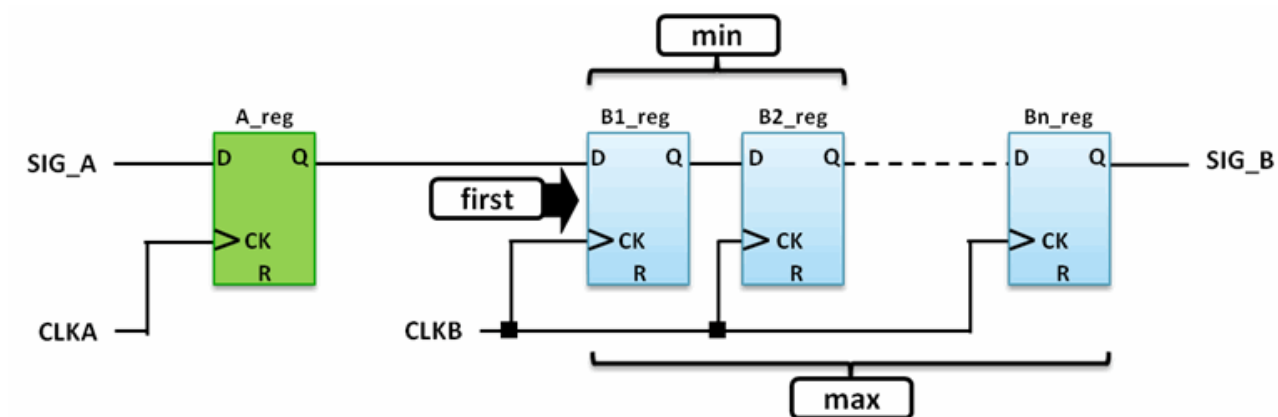 min
A_reg
B1_reg
B2_reg
Bn_reg
SIG_A
D
Q
D
Q
D
Q
D
Q
SIG_B
first
CK
CK
CK
CK
R
R
R
R
CLKA
CLKB
max